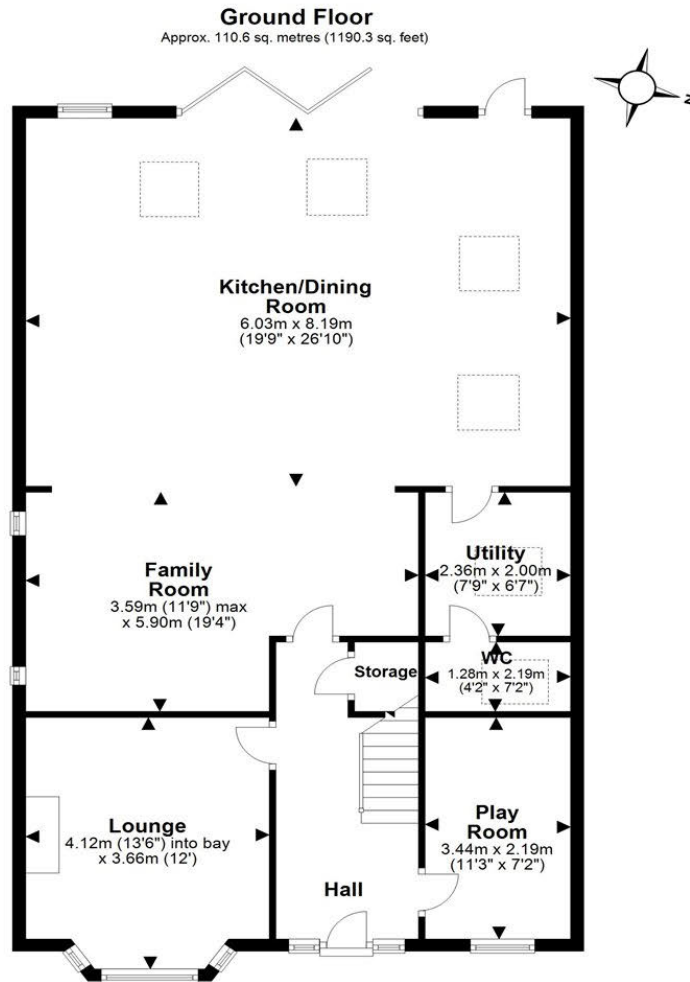 Ground Floor
Approx. 110.6 sq. metres (1190.3 sq. feet)
N
Kitchen/Dining
Room
6.03m x 8.19m
(19'9" x 26'10")
Family
Room
3.59m (11'9") max
x 5.90m (19'4")
Utility
2.36m x 2.00m
(7'9" x 6'7")
Storage
WC
1.28m x 2.19m
(4'2" x 7'2")
Lounge
4.12m (13'6") into bay
x 3.66m (12')
Play
Room
3.44m x 2.19m
(11'3" x 7'2")
Hall